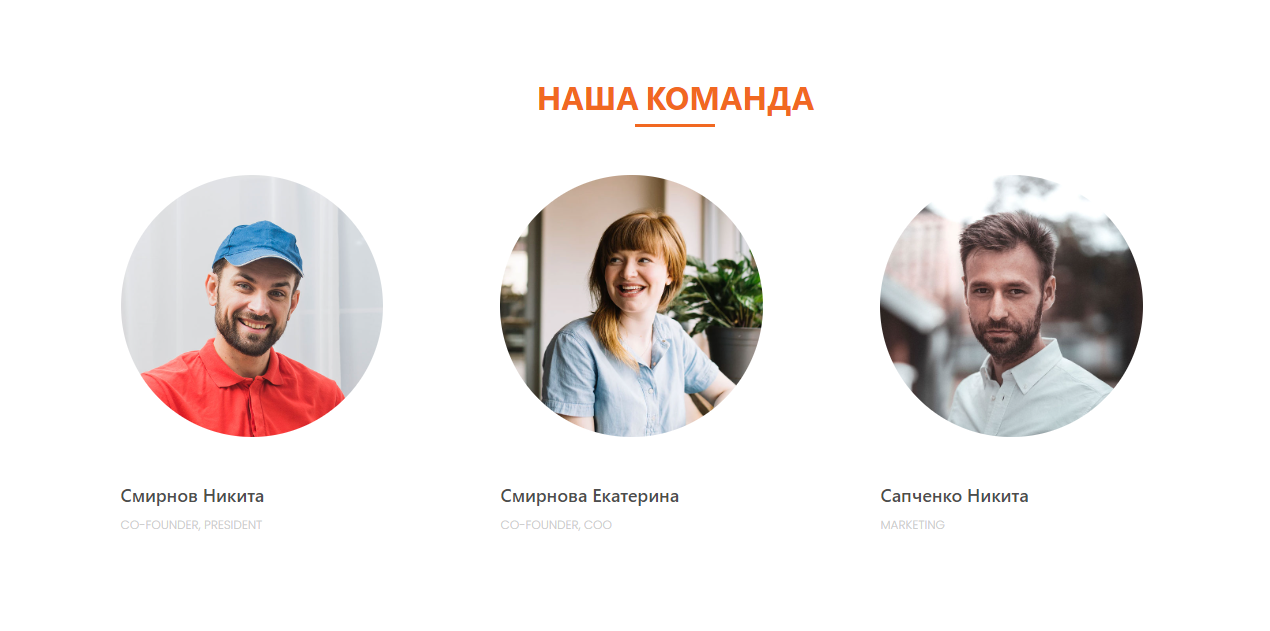 НАША КОМАНДА
Смирнов Никита
CO-FOUNDER, PRESIDENT
Смирнова Екатерина
CO-FOUNDER, COO
Сапченко Никита
MARKETING